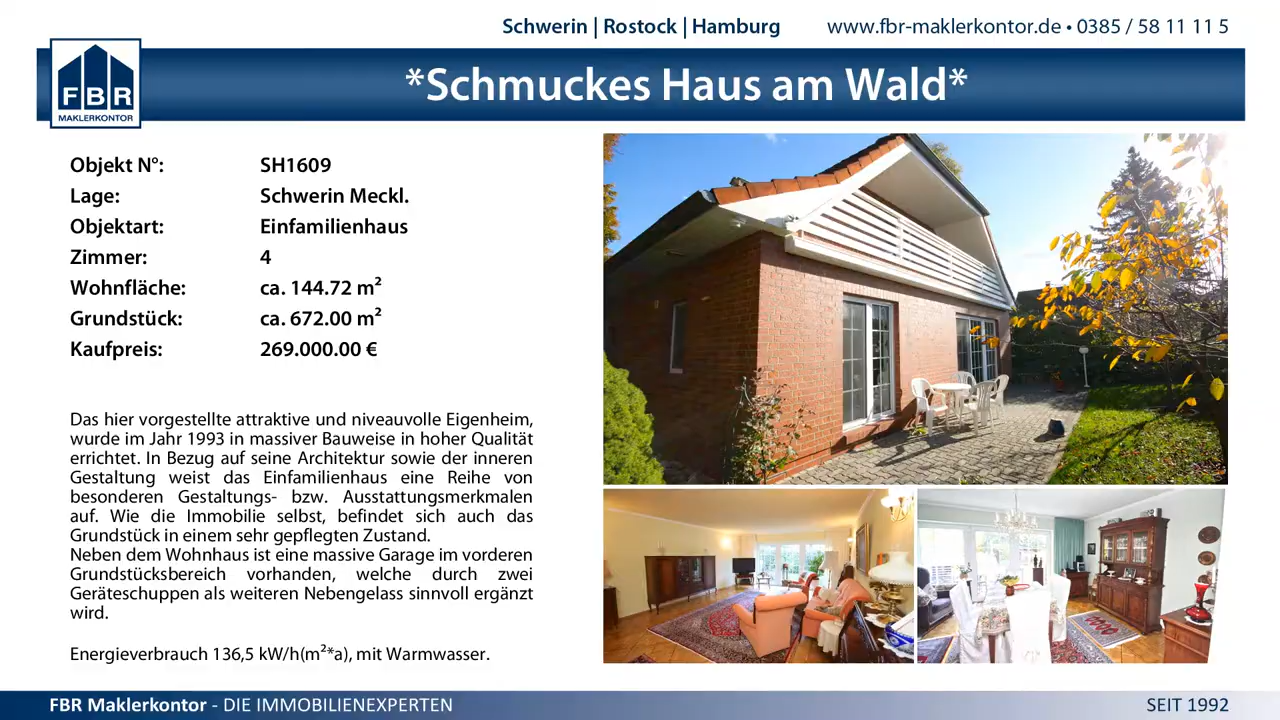 Schwerin | Rostock | Hamburg www.fbr-maklerkontor.de • 0385 / 58 11 11 5
FBR
MAKLERKONTOR
*Schmuckes Haus am Wald*
Objekt N°: SH1609
Lage: Schwerin Meckl.
Objektart: Einfamilienhaus
Zimmer: 4
Wohnfläche: ca. 144.72 m²
Grundstück: ca. 672.00 m²
Kaufpreis: 269.000.00 €
Das hier vorgestellte attraktive und niveauvolle Eigenheim,
wurde im Jahr 1993 in massiver Bauweise in hoher Qualität
errichtet. In Bezug auf seine Architektur sowie der inneren
Gestaltung weist das Einfamilienhaus eine Reihe von
besonderen Gestaltungs- bzw. Ausstattungsmerkmalen
auf. Wie die Immobilie selbst, befindet sich auch das
Grundstück in einem sehr gepflegten Zustand.
Neben dem Wohnhaus ist eine massive Garage im vorderen
Grundstücksbereich vorhanden, welche durch zwei
Geräteschuppen als weiteren Nebengelass sinnvoll ergänzt
wird.
Energieverbrauch 136,5 kW/h(m²*a), mit Warmwasser.
FBR Maklerkontor - DIE IMMOBILIENEXPERTEN SEIT 1992